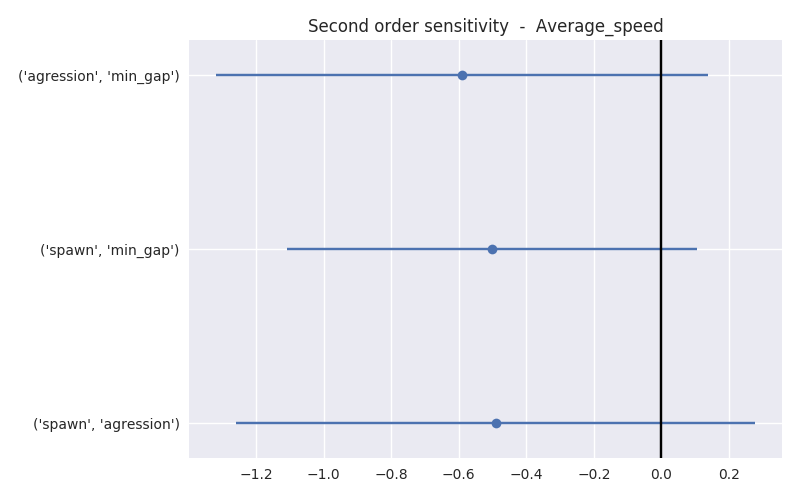 Second order sensitivity  -  Average_speed
('agression', 'min_gap')
('spawn', 'min_gap')
('spawn', 'agression')
−1.2 −1.0 −0.8 −0.6 −0.4 −0.2 0.0 0.2